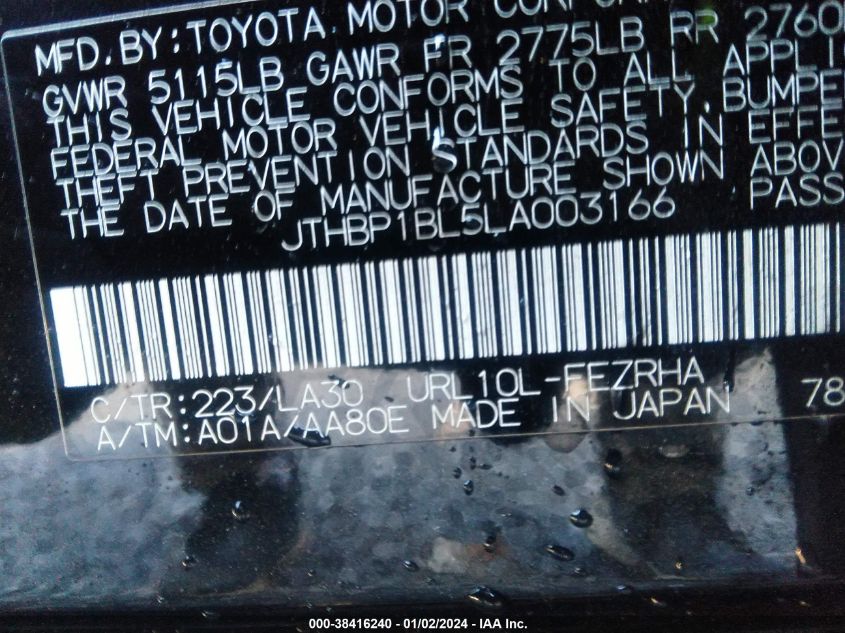 MFD. BY: TOYOTA MOTOR
GVWR 5115LB GAWR FR 2775LB RR 2760
THIS VEHICLE CONFORMS TO ALL
FEDERAL MOTOR VEHICLE SAFETY, BUMPE
THEFT PREVENTION STANDARDS IN EFFE
THE DATE OF MANUFACTURE SHOWN ABOV
JTHBP1BL5LA003166 PASS
C/TR: 223/LA30 URL10L-FEZRHA
A/TM: A01A/AA80E MADE IN JAPAN 78
000-38416240 - 01/02/2024 - IAA Inc.